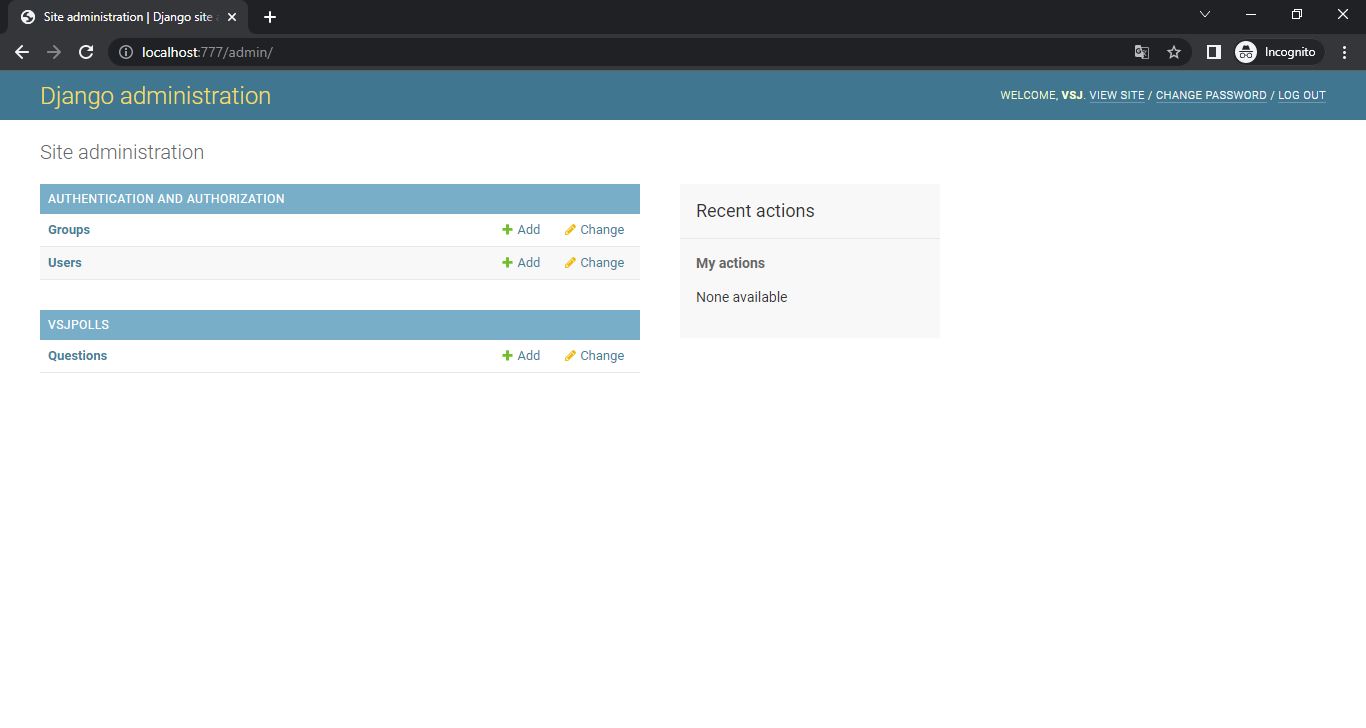 Site administration | Django site
localhost:777/admin/
Incognito
Django administration
WELCOME, VSJ. VIEW SITE / CHANGE PASSWORD / LOG OUT
Site administration
AUTHENTICATION AND AUTHORIZATION
Groups Add Change
Users Add Change
VSJPOLLS
Questions Add Change
Recent actions
My actions
None available